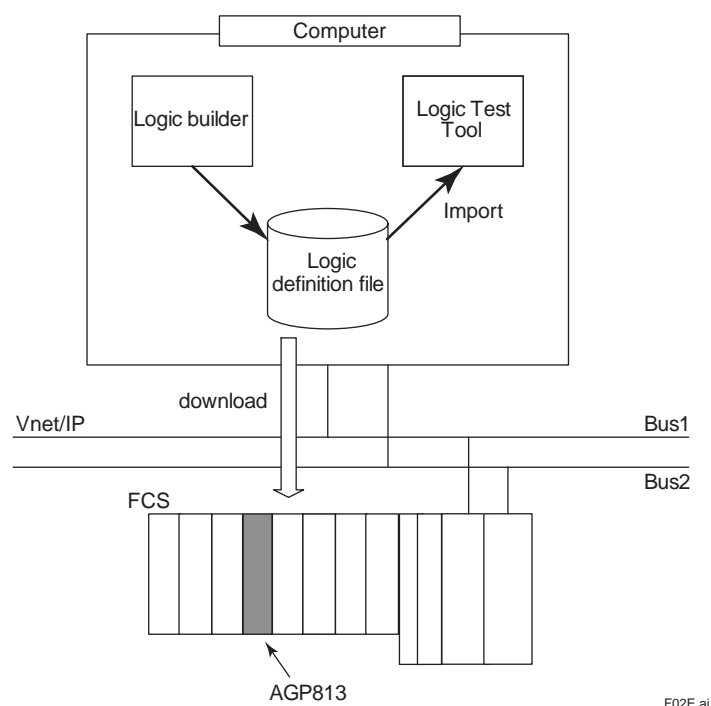 Computer
Logic builder
Logic Test
Tool
Import
Logic
definition file
download
Vnet/IP
Bus1
Bus2
FCS
AGP813
F02E.ai